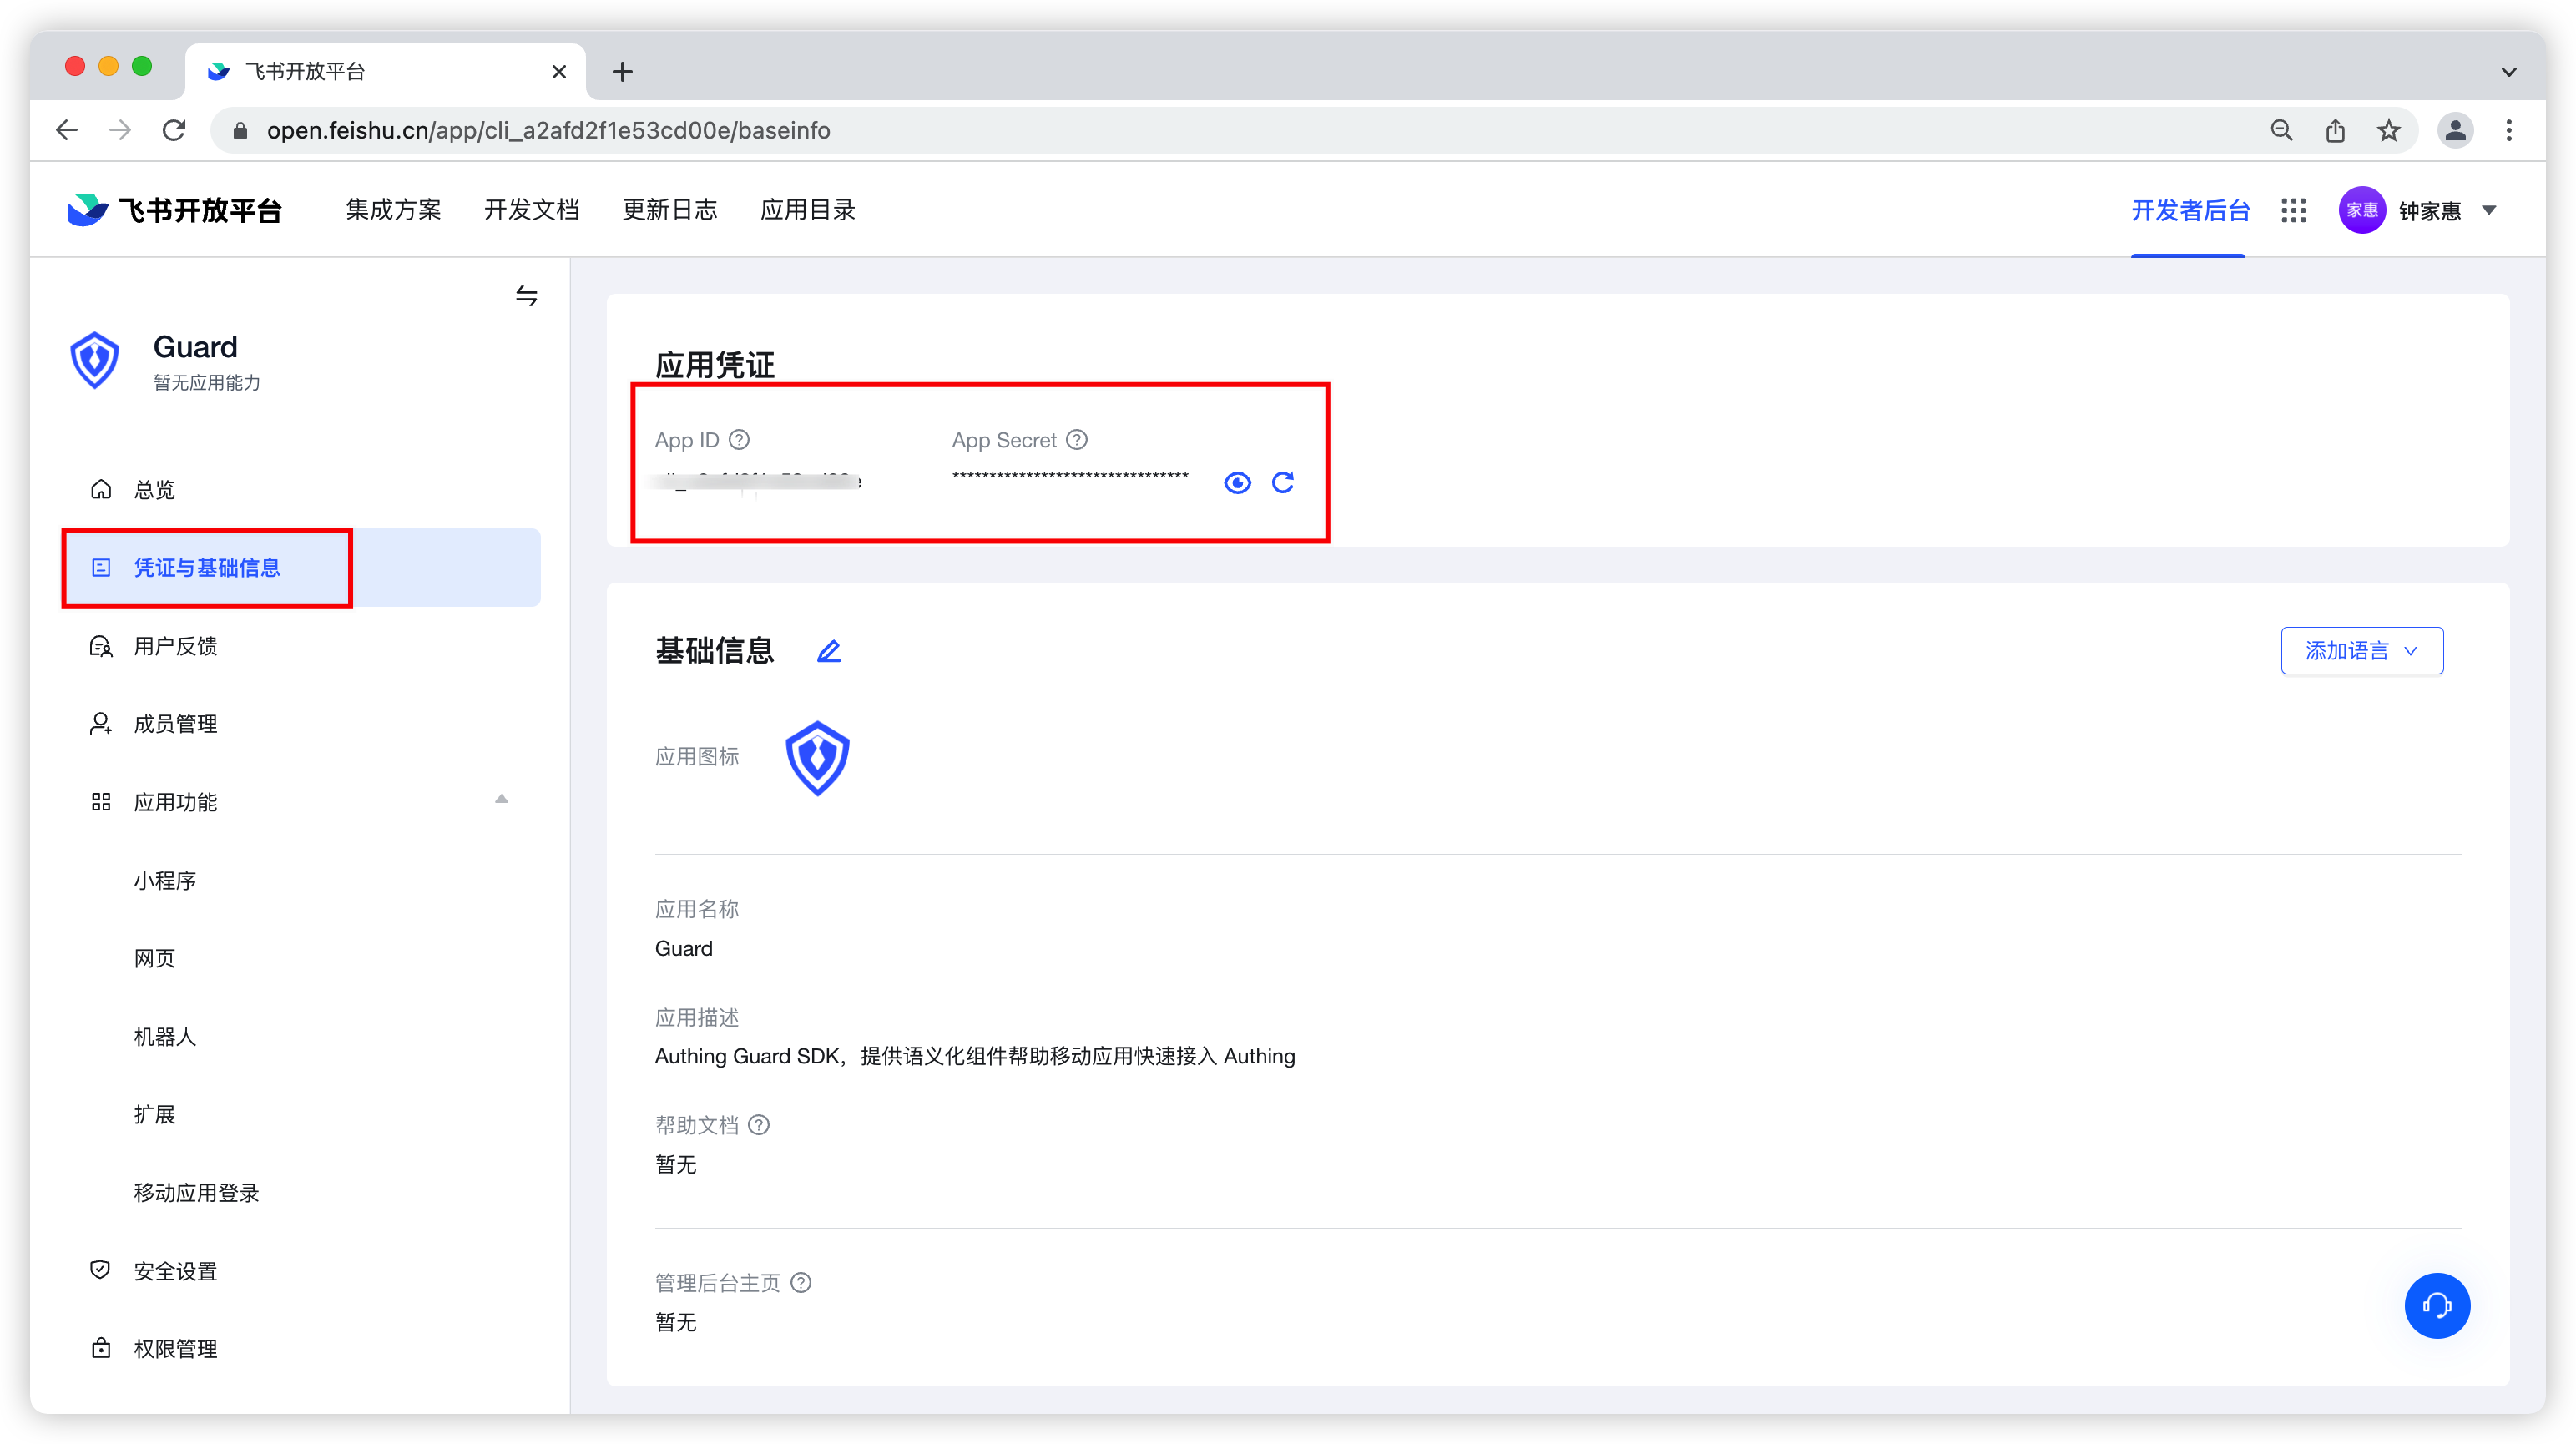 飞书开放平台
open.feishu.cn/app/cli_a2afd2f1e53cd00e/baseinfo
飞书开放平台 集成方案 开发文档 更新日志 应用目录 开发者后台 家惠 钟家惠
Guard
暂无应用能力
总览
凭证与基础信息
用户反馈
成员管理
应用功能
小程序
网页
机器人
扩展
移动应用登录
安全设置
权限管理
应用凭证
App ID App Secret
********************************
基础信息 添加语言
应用图标
应用名称
Guard
应用描述
Authing Guard SDK，提供语义化组件帮助移动应用快速接入 Authing
帮助文档
暂无
管理后台主页
暂无